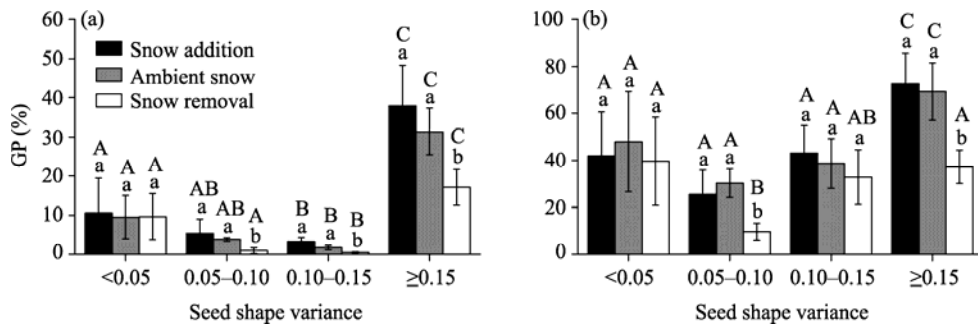 60
(a)
C
a
50
Snow addition
C
Ambient snow
a
40
Snow removal
GP (%)
30
C
b
20
A A A
a a a
AB
a
AB
a
A
b
B
a
B
a
B
b
10
0
<0.05 0.05–0.10 0.10–0.15 ≥0.15
Seed shape variance
100
(b)
C
a
C
a
80
A
a
A
a
A
a
A
a
A
a
AB
a
A
b
60
A
a
A
a
B
b
40
20
0
<0.05 0.05–0.10 0.10–0.15 ≥0.15
Seed shape variance